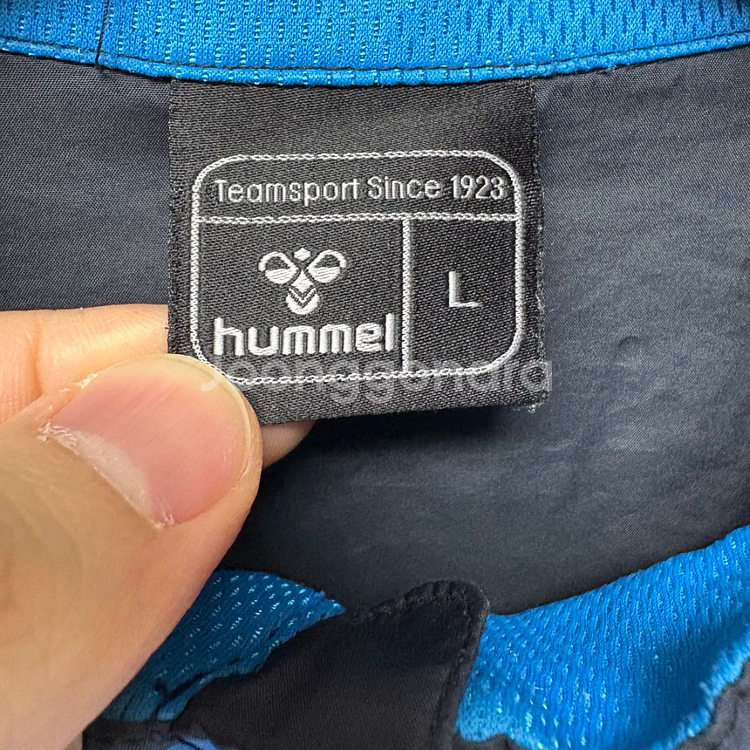 Teamsport Since 1923
hummel
L
joonggonara